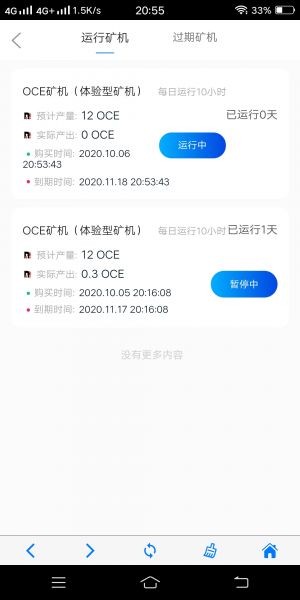 4G 4G+ 1.5K/s 20:55 33%
运行矿机 过期矿机
OCE矿机（体验型矿机） 每日运行10小时
预计产量: 12 OCE 已运行0天
实际产出: 0 OCE 运行中
购买时间: 2020.10.06
20:53:43
到期时间: 2020.11.18 20:53:43
OCE矿机（体验型矿机） 每日运行10小时 已运行1天
预计产量: 12 OCE
实际产出: 0.3 OCE 暂停中
购买时间: 2020.10.05 20:16:08
到期时间: 2020.11.17 20:16:08
没有更多内容